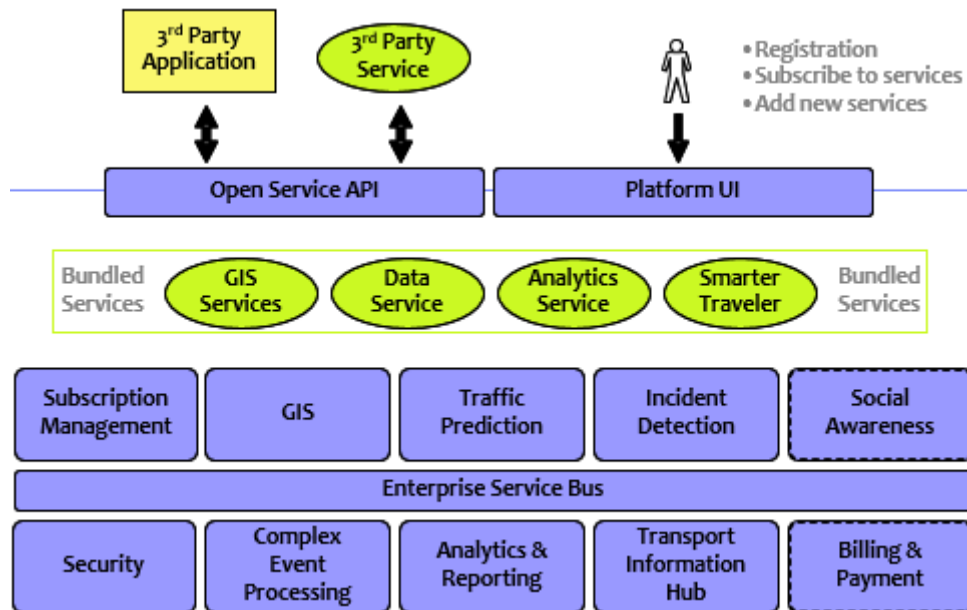 3rd Party
Application
3rd Party
Service
• Registration
• Subscribe to services
• Add new services
Open Service API
Platform UI
Bundled
Services
GIS
Services
Data
Service
Analytics
Service
Smarter
Traveler
Bundled
Services
Subscription
Management
GIS
Traffic
Prediction
Incident
Detection
Social
Awareness
Enterprise Service Bus
Security
Complex
Event
Processing
Analytics &
Reporting
Transport
Information
Hub
Billing &
Payment